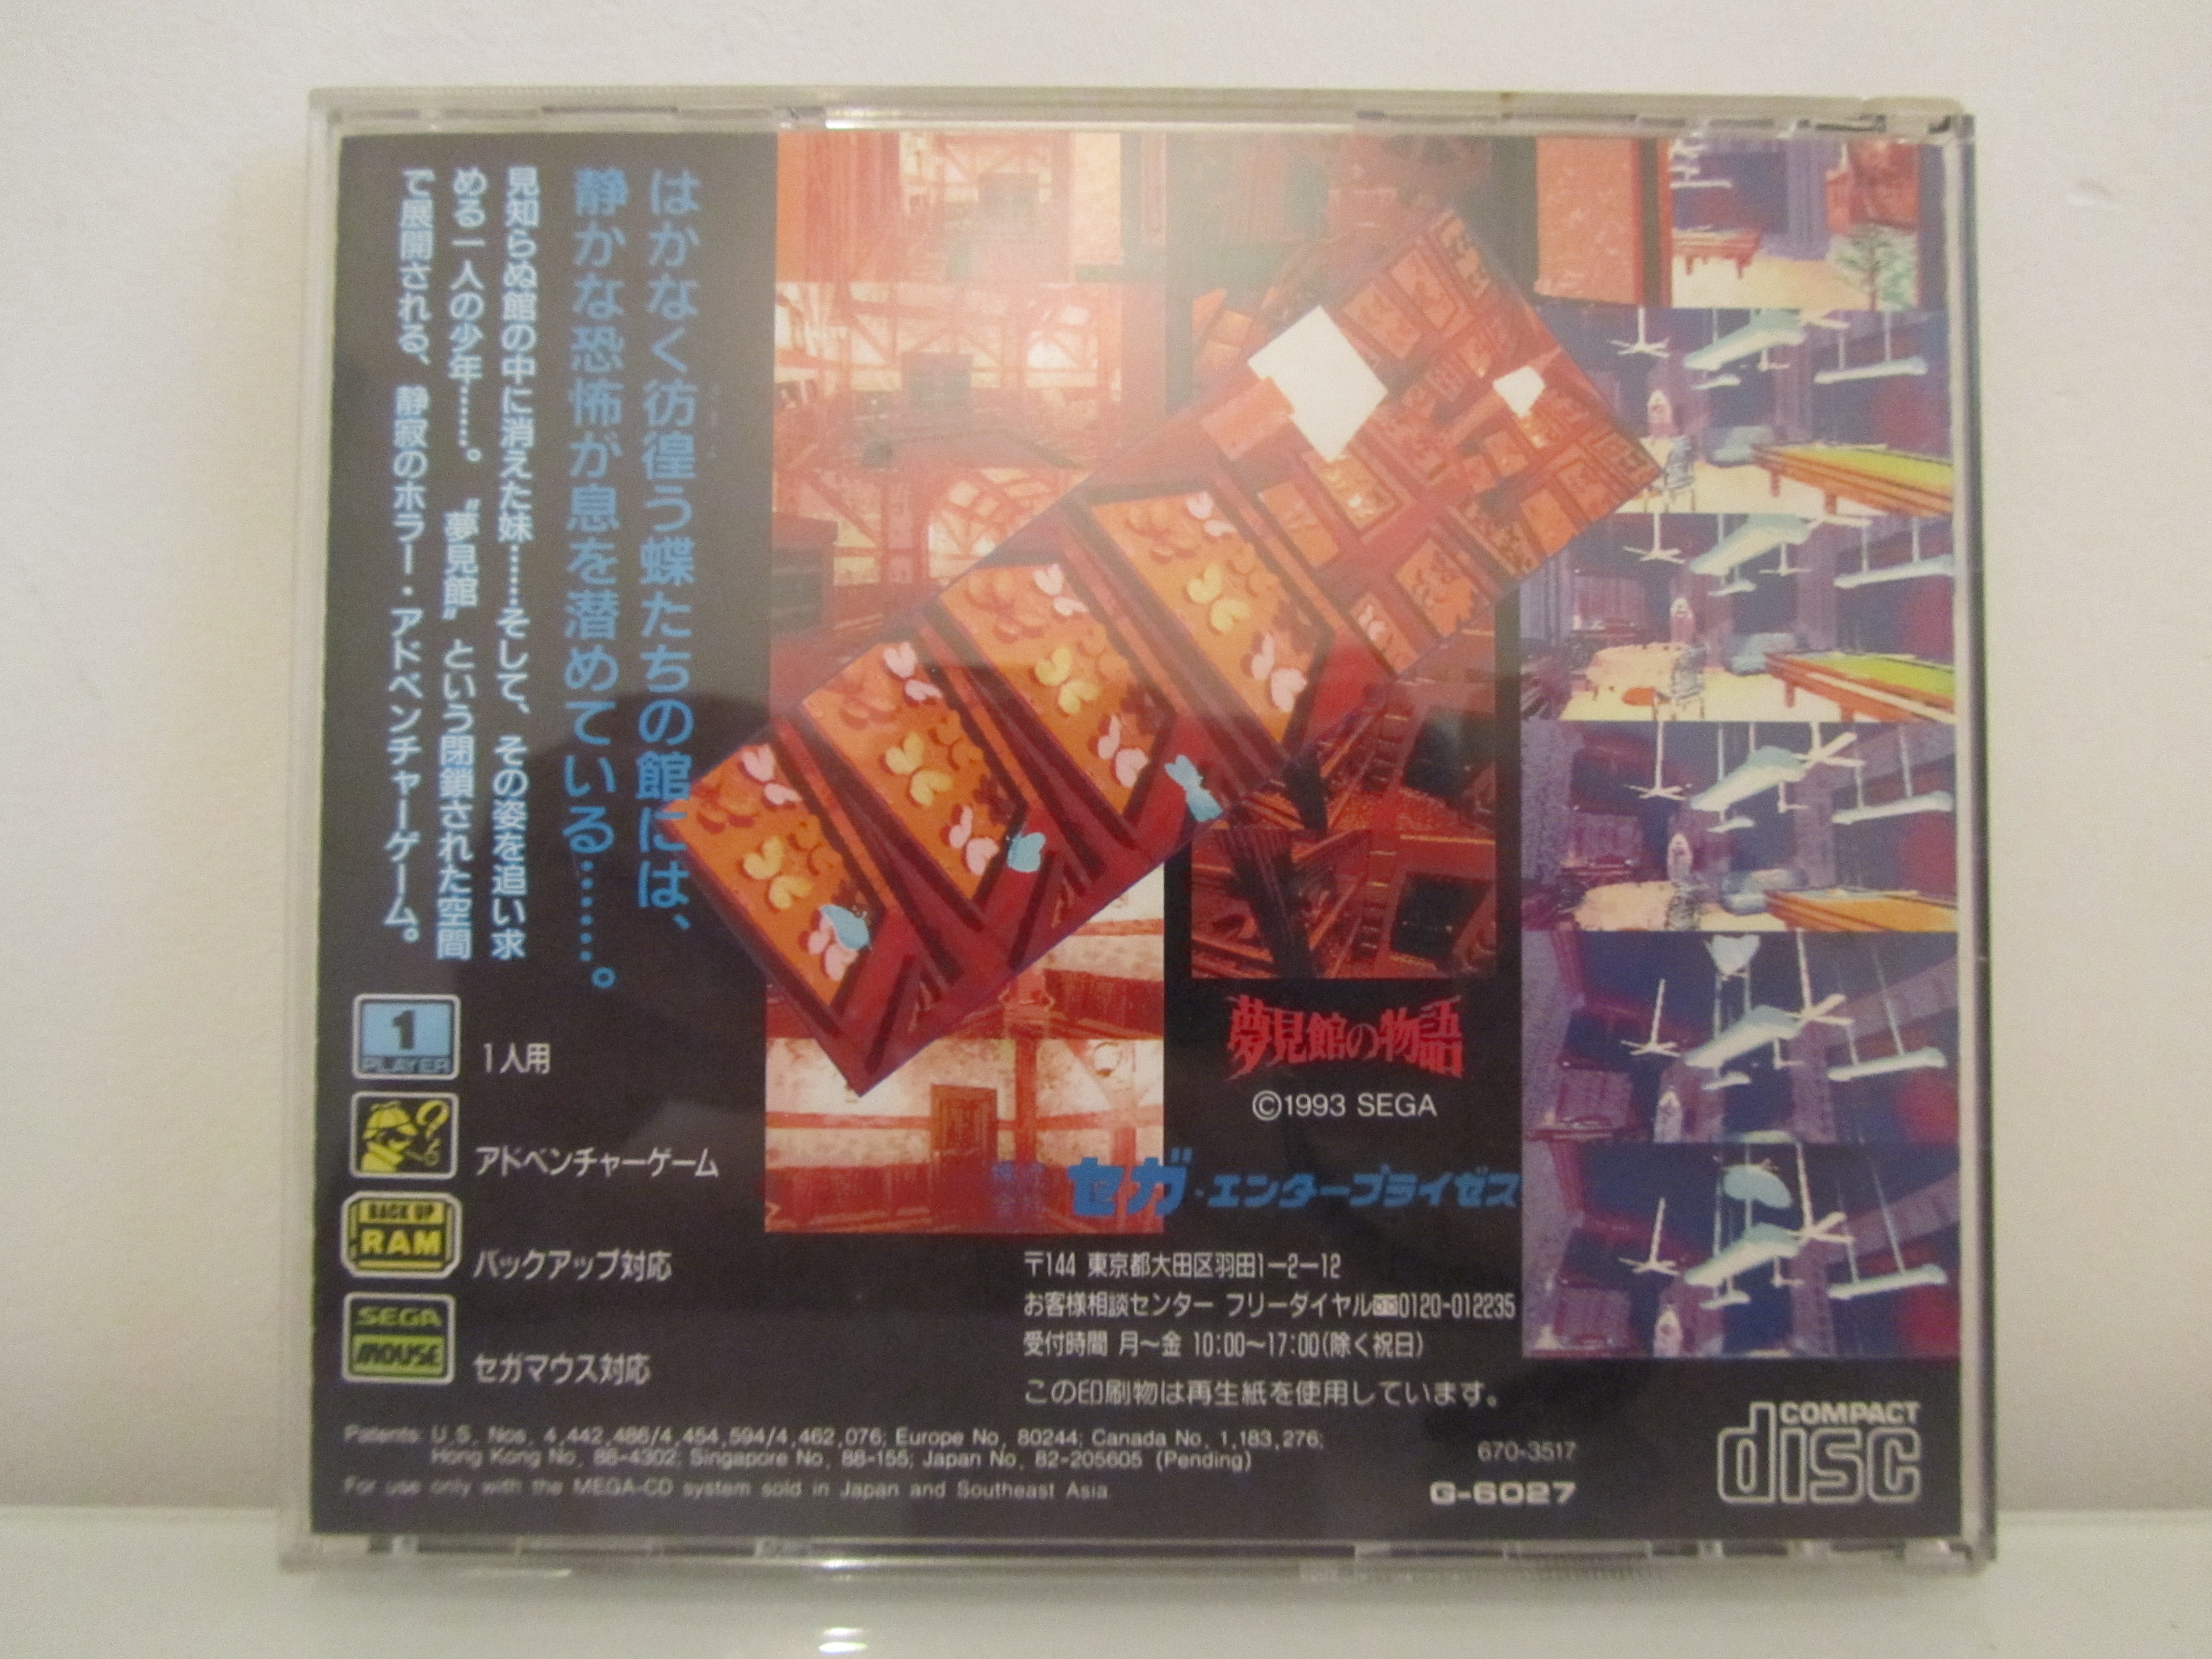 はかなく彷徨う蝶たちの館には、
静かな恐怖が息を潜めている……。
見知らぬ館の中に消えた妹……そして、その姿を追い求
める一人の少年……。〝夢見館〟という閉鎖された空間
で展開される、静寂のホラー・アドベンチャーゲーム。
1
PLAYER
1人用
アドベンチャーゲーム
BACK UP
RAM
バックアップ対応
SEGA
MOUSE
セガマウス対応
夢見館の物語
©1993 SEGA
株式会社 セガ・エンタープライゼス
〒144 東京都大田区羽田1−2−12
お客様相談センター フリーダイヤル0120-012235
受付時間 月〜金 10:00〜17:00(除く祝日)
この印刷物は再生紙を使用しています。
Patents: U.S. Nos. 4,442,486/4,454,594/4,462,076; Europe No. 80244; Canada No. 1,183,276;
Hong Kong No. 88-4302; Singapore No. 88-155; Japan No. 82-205605 (Pending)
For use only with the MEGA-CD system sold in Japan and Southeast Asia
670-3517
G-6027
COMPACT
disc